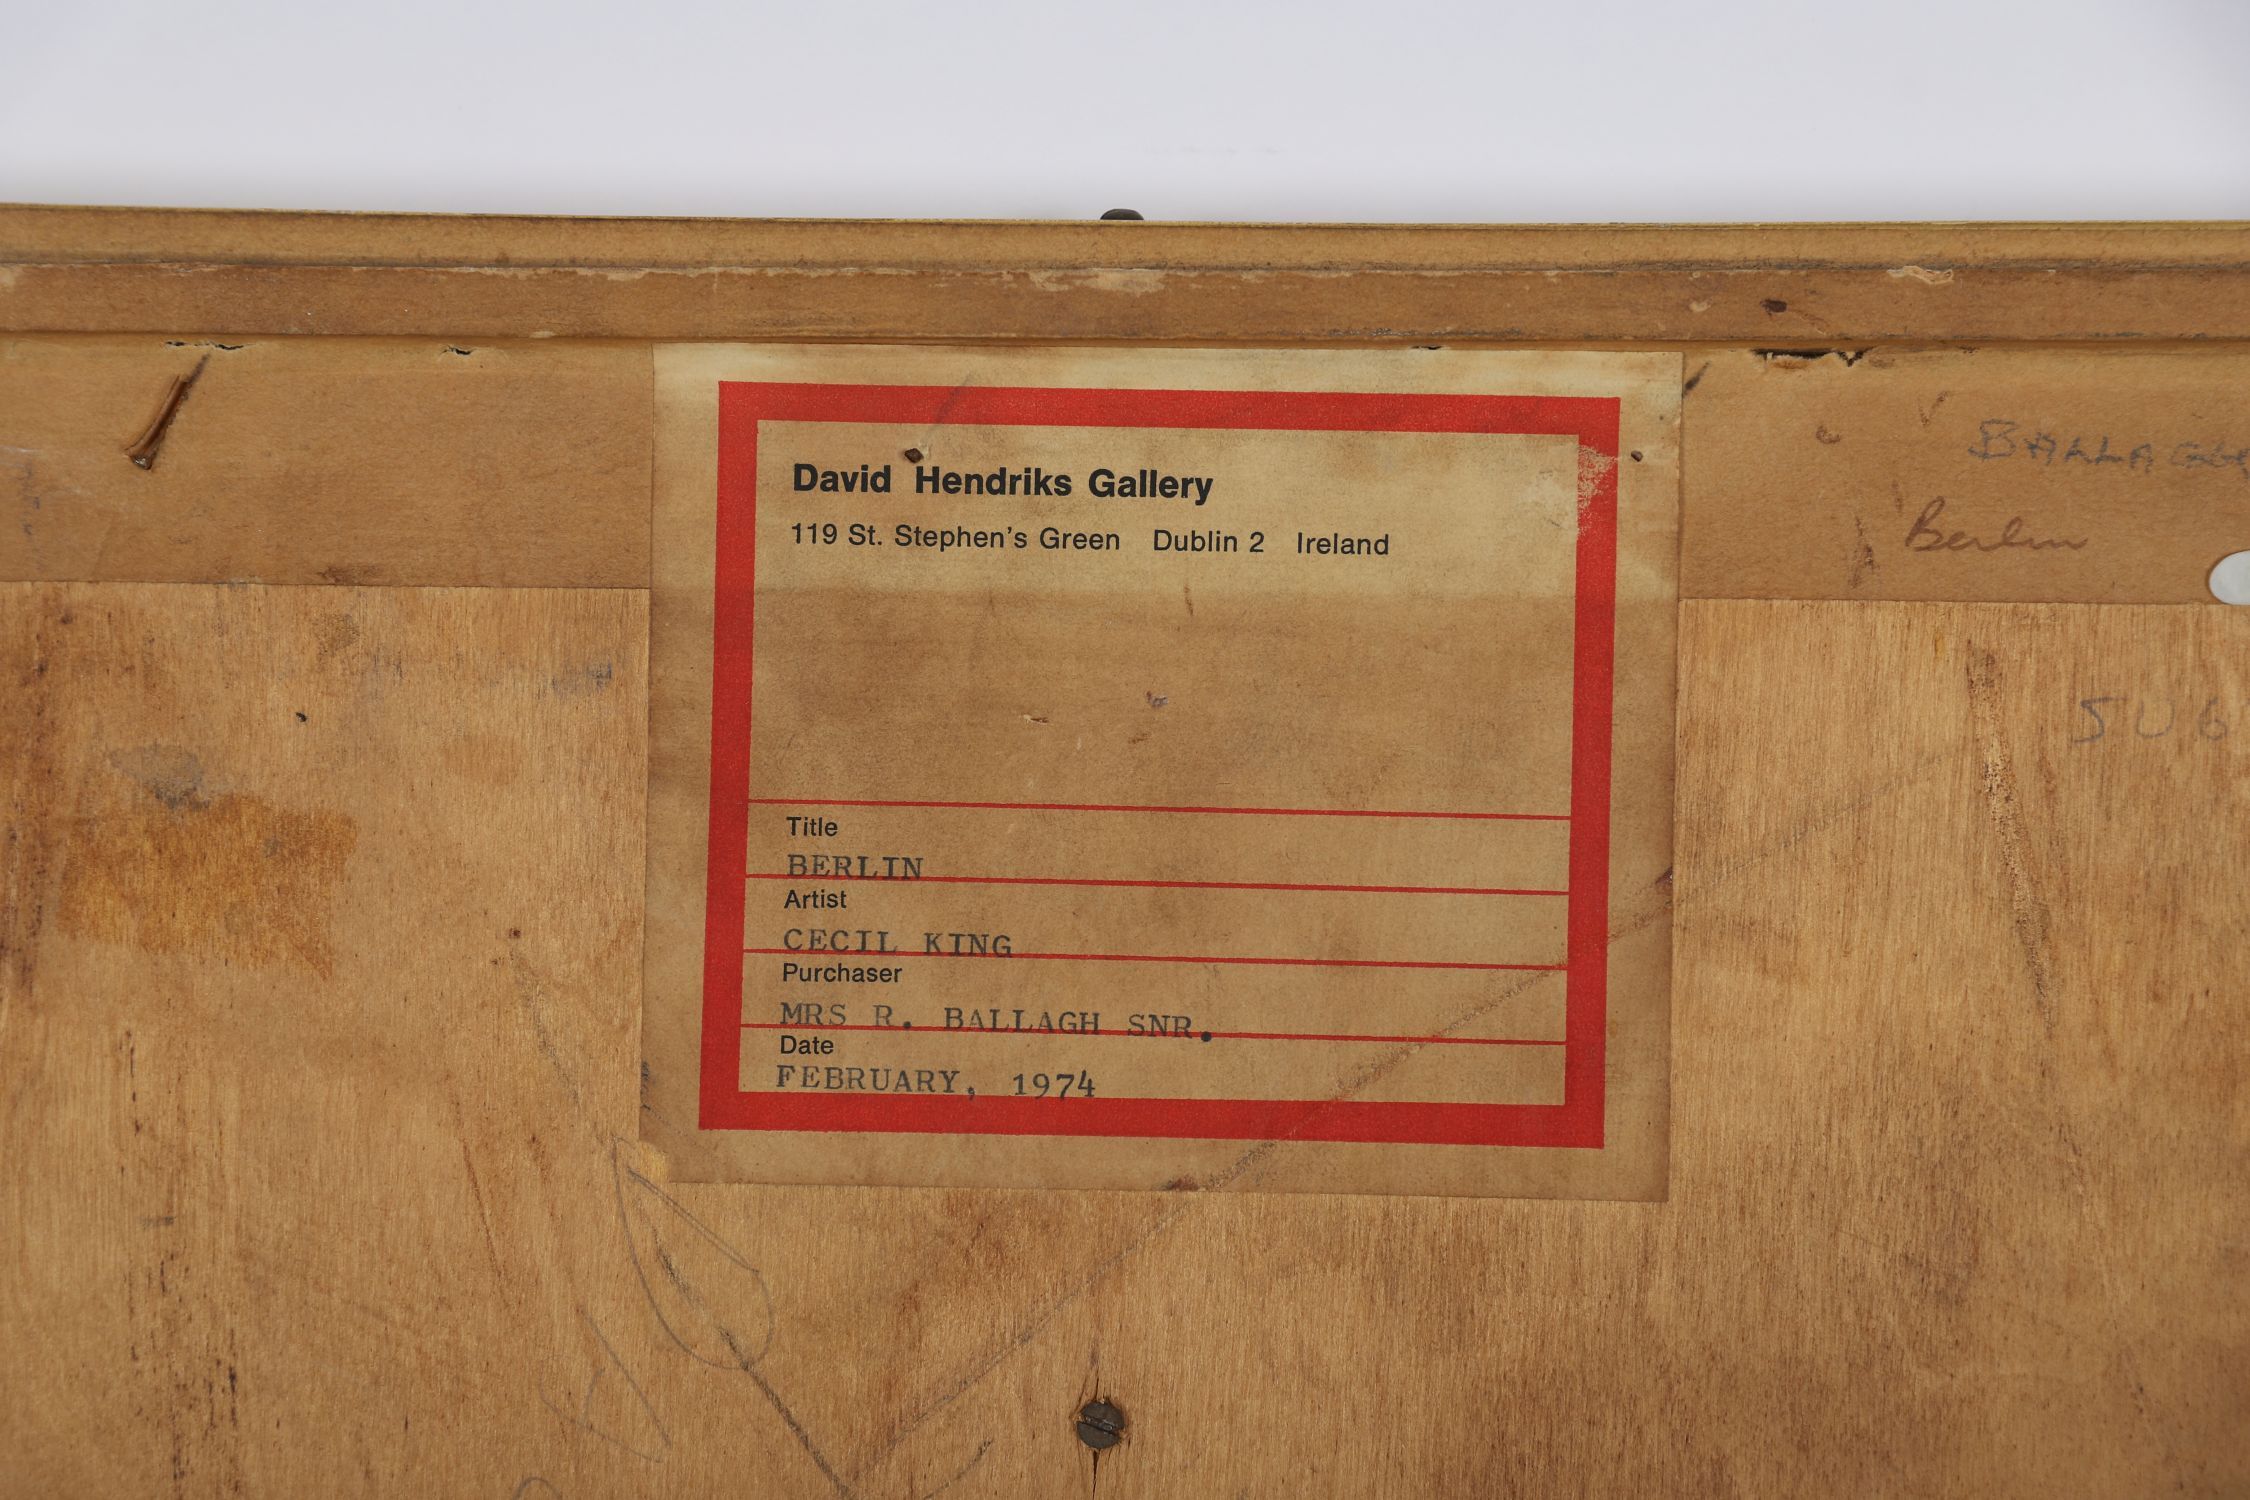 David Hendriks Gallery
119 St. Stephen's Green Dublin 2 Ireland
Title
BERLIN
Artist
CECIL KING
Purchaser
MRS R. BALLAGH SNR.
Date
FEBRUARY, 1974
Berlin